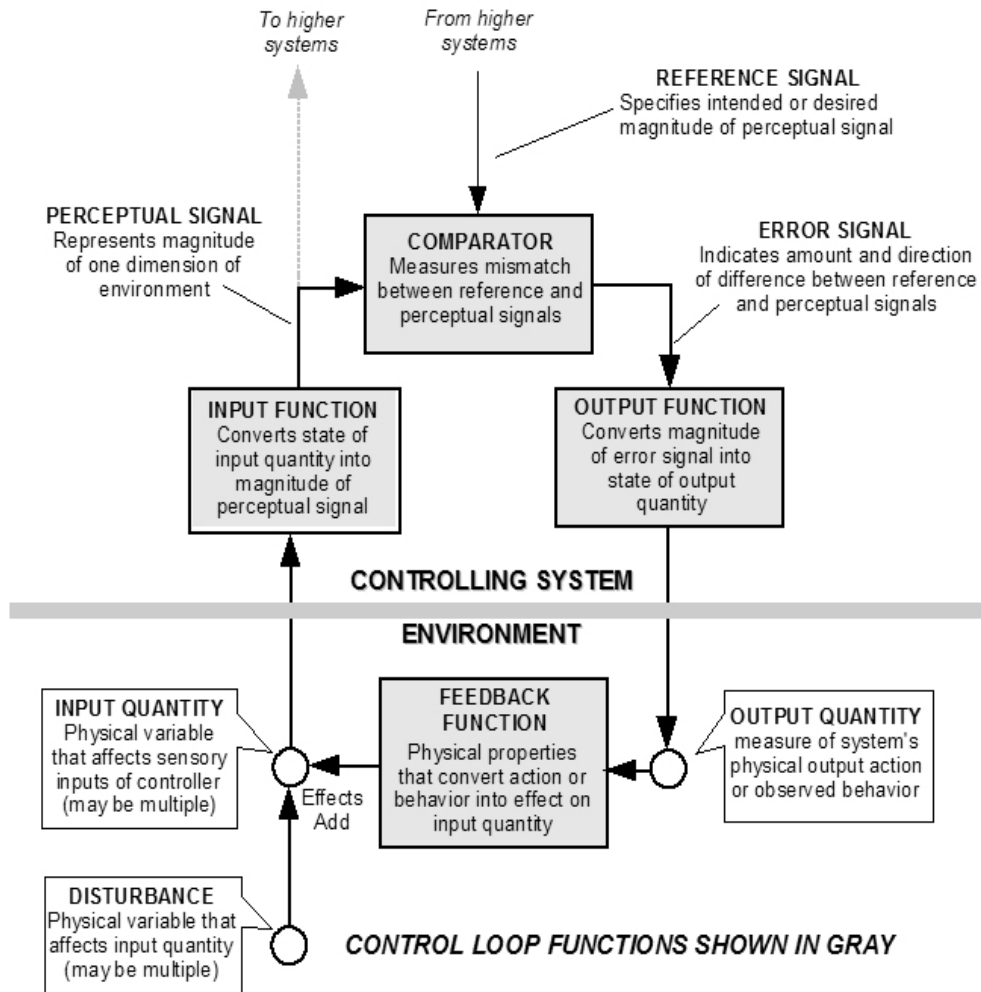 To higher
systems
From higher
systems
REFERENCE SIGNAL
Specifies intended or desired
magnitude of perceptual signal
PERCEPTUAL SIGNAL
Represents magnitude
of one dimension of
environment
COMPARATOR
Measures mismatch
between reference and
perceptual signals
ERROR SIGNAL
Indicates amount and direction
of difference between reference
and perceptual signals
INPUT FUNCTION
Converts state of
input quantity into
magnitude of
perceptual signal
OUTPUT FUNCTION
Converts magnitude
of error signal into
state of output
quantity
CONTROLLING SYSTEM
ENVIRONMENT
INPUT QUANTITY
Physical variable
that affects sensory
inputs of controller
(may be multiple)
FEEDBACK
FUNCTION
Physical properties
that convert action or
behavior into effect on
input quantity
OUTPUT QUANTITY
measure of system's
physical output action
or observed behavior
Effects
Add
DISTURBANCE
Physical variable that
affects input quantity
(may be multiple)
CONTROL LOOP FUNCTIONS SHOWN IN GRAY